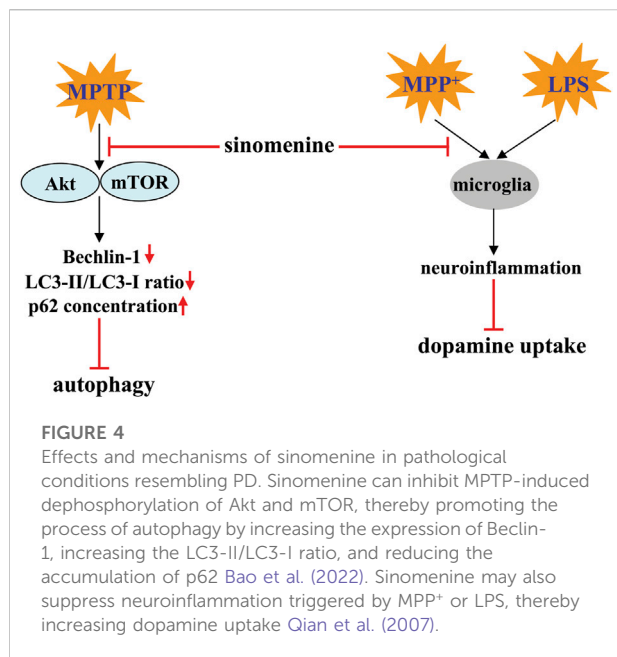 MPTP
MPP+
LPS
sinomenine
Akt
mTOR
microglia
Bechlin-1
LC3-II/LC3-I ratio
p62 concentration
autophagy
neuroinflammation
dopamine uptake
FIGURE 4
Effects and mechanisms of sinomenine in pathological
conditions resembling PD. Sinomenine can inhibit MPTP-induced
dephosphorylation of Akt and mTOR, thereby promoting the
process of autophagy by increasing the expression of Beclin-
1, increasing the LC3-II/LC3-I ratio, and reducing the
accumulation of p62 Bao et al. (2022). Sinomenine may also
suppress neuroinflammation triggered by MPP+ or LPS, thereby
increasing dopamine uptake Qian et al. (2007).